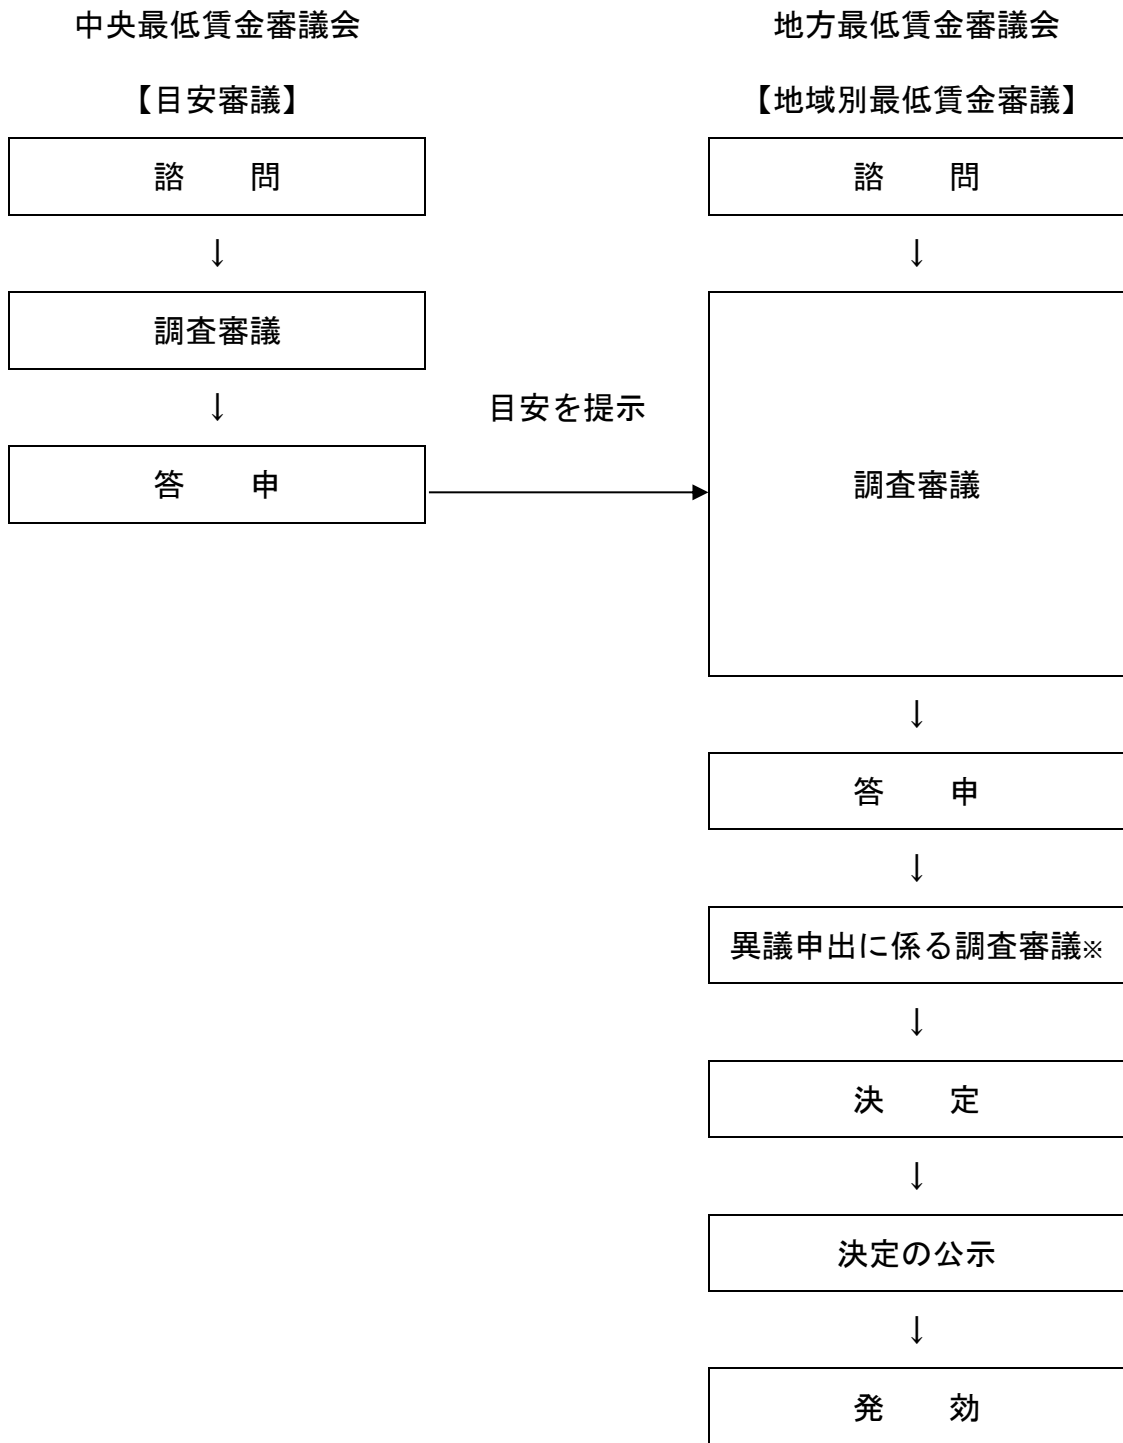 中央最低賃金審議会
【目安審議】
諮問
↓
調査審議
↓
答申
目安を提示
地方最低賃金審議会
【地域別最低賃金審議】
諮問
↓
調査審議
↓
答申
↓
異議申出に係る調査審議※
↓
決定
↓
決定の公示
↓
発効